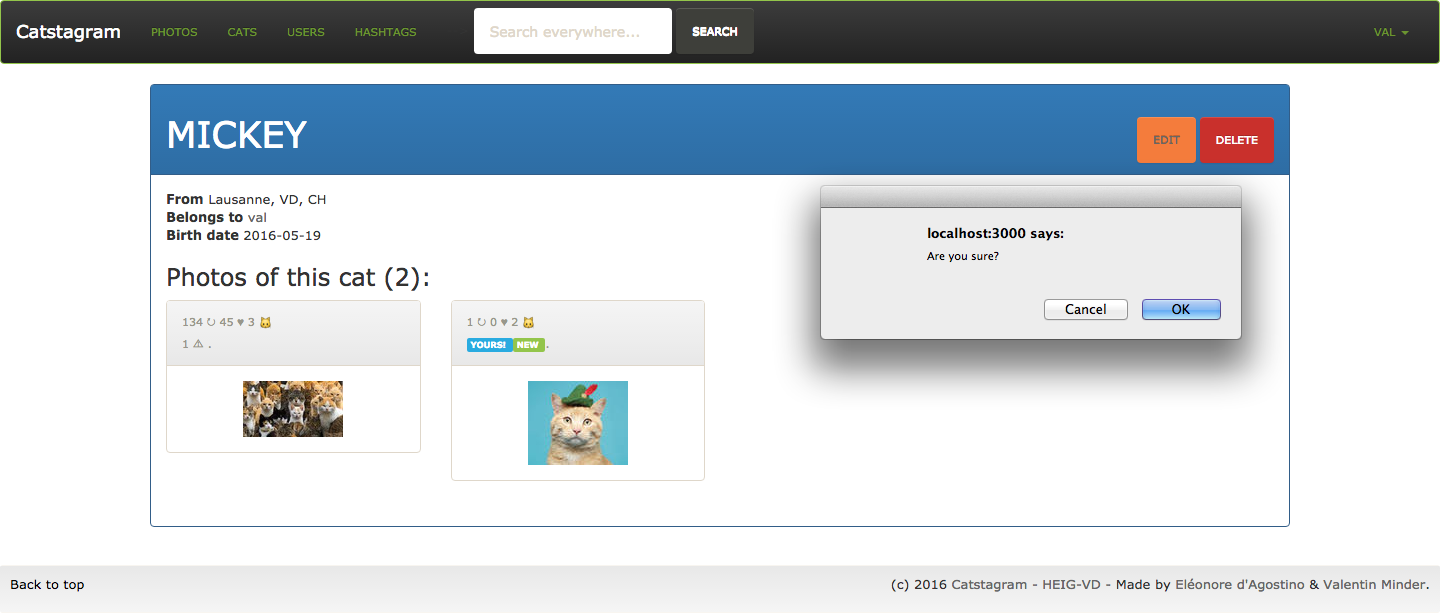 Catstagram PHOTOS CATS USERS HASHTAGS Search everywhere... SEARCH VAL
MICKEY
EDIT DELETE
From Lausanne, VD, CH
Belongs to val
Birth date 2016-05-19
localhost:3000 says:
Are you sure?
Cancel OK
Photos of this cat (2):
134 ↻ 45 ♥ 3 🐱
1 ⚠ .
1 ↻ 0 ♥ 2 🐱
YOURS! NEW .
Back to top
(c) 2016 Catstagram - HEIG-VD - Made by Eléonore d'Agostino & Valentin Minder.